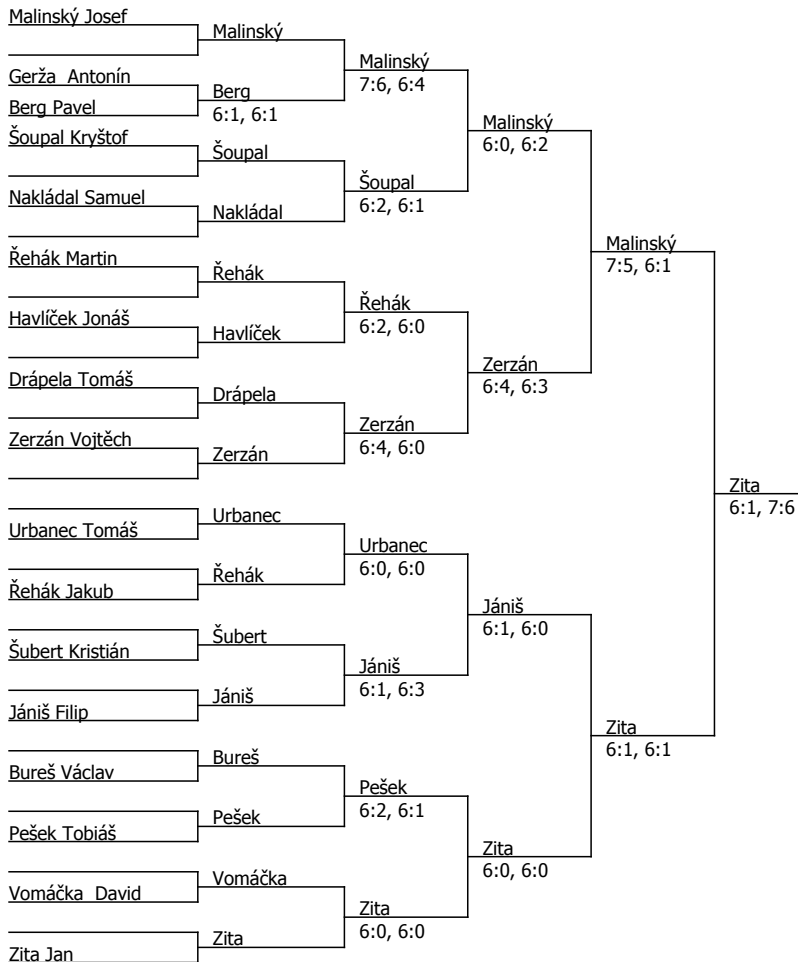 Malinský Josef
Gerža  Antonín
Berg Pavel
Šoupal Kryštof
Nakládal Samuel
Řehák Martin
Havlíček Jonáš
Drápela Tomáš
Zerzán Vojtěch
Urbanec Tomáš
Řehák Jakub
Šubert Kristián
Jániš Filip
Bureš Václav
Pešek Tobiáš
Vomáčka  David
Zita Jan
Malinský
Berg
6:1, 6:1
Šoupal
Nakládal
Řehák
Havlíček
Drápela
Zerzán
Urbanec
Řehák
Šubert
Jániš
Bureš
Pešek
Vomáčka
Zita
Malinský
7:6, 6:4
Šoupal
6:2, 6:1
Řehák
6:2, 6:0
Zerzán
6:4, 6:0
Urbanec
6:0, 6:0
Jániš
6:1, 6:3
Pešek
6:2, 6:1
Zita
6:0, 6:0
Malinský
6:0, 6:2
Zerzán
6:4, 6:3
Jániš
6:1, 6:0
Zita
6:0, 6:0
Malinský
7:5, 6:1
Zita
6:1, 6:1
Zita
6:1, 7:6